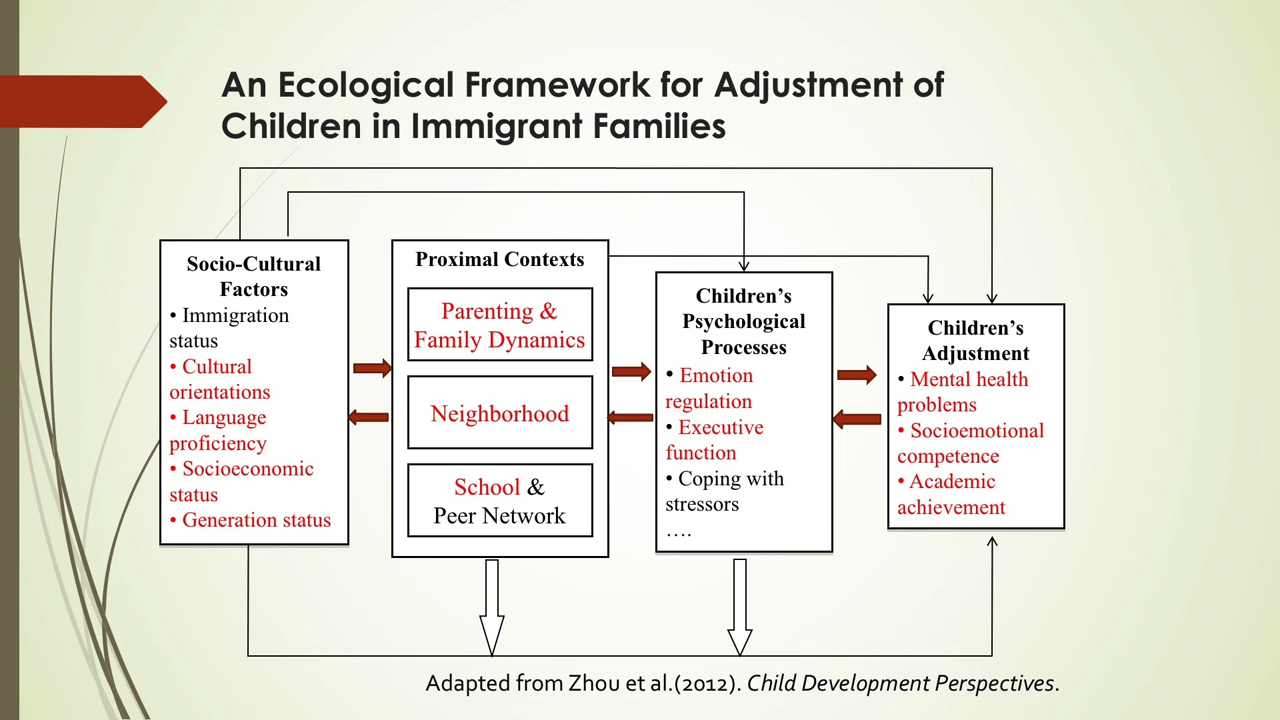 An Ecological Framework for Adjustment of
Children in Immigrant Families
Socio-Cultural
Factors
• Immigration
status
• Cultural
orientations
• Language
proficiency
• Socioeconomic
status
• Generation status
Proximal Contexts
Parenting &
Family Dynamics
Neighborhood
School &
Peer Network
Children’s
Psychological
Processes
• Emotion
regulation
• Executive
function
• Coping with
stressors
….
Children’s
Adjustment
• Mental health
problems
• Socioemotional
competence
• Academic
achievement
Adapted from Zhou et al.(2012). Child Development Perspectives.